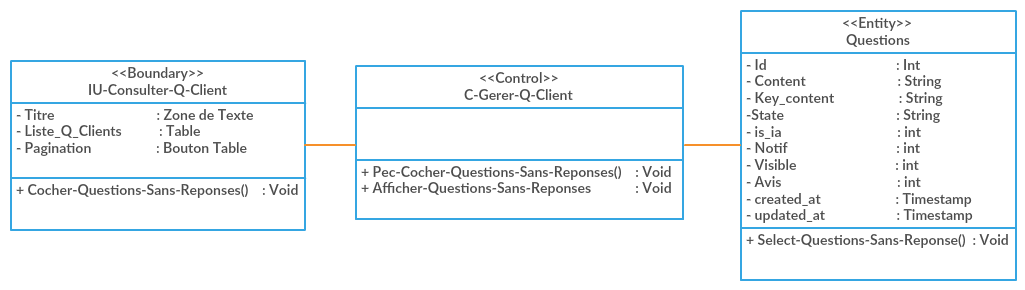 <<Boundary>>
IU-Consulter-Q-Client
- Titre : Zone de Texte
- Liste_Q_Clients : Table
- Pagination : Bouton Table
+ Cocher-Questions-Sans-Reponses() : Void
<<Control>>
C-Gerer-Q-Client
+ Pec-Cocher-Questions-Sans-Reponses() : Void
+ Afficher-Questions-Sans-Reponses : Void
<<Entity>>
Questions
- Id : Int
- Content : String
- Key_content : String
-State : String
- is_ia : int
- Notif : int
- Visible : int
- Avis : int
- created_at : Timestamp
- updated_at : Timestamp
+ Select-Questions-Sans-Reponse() : Void